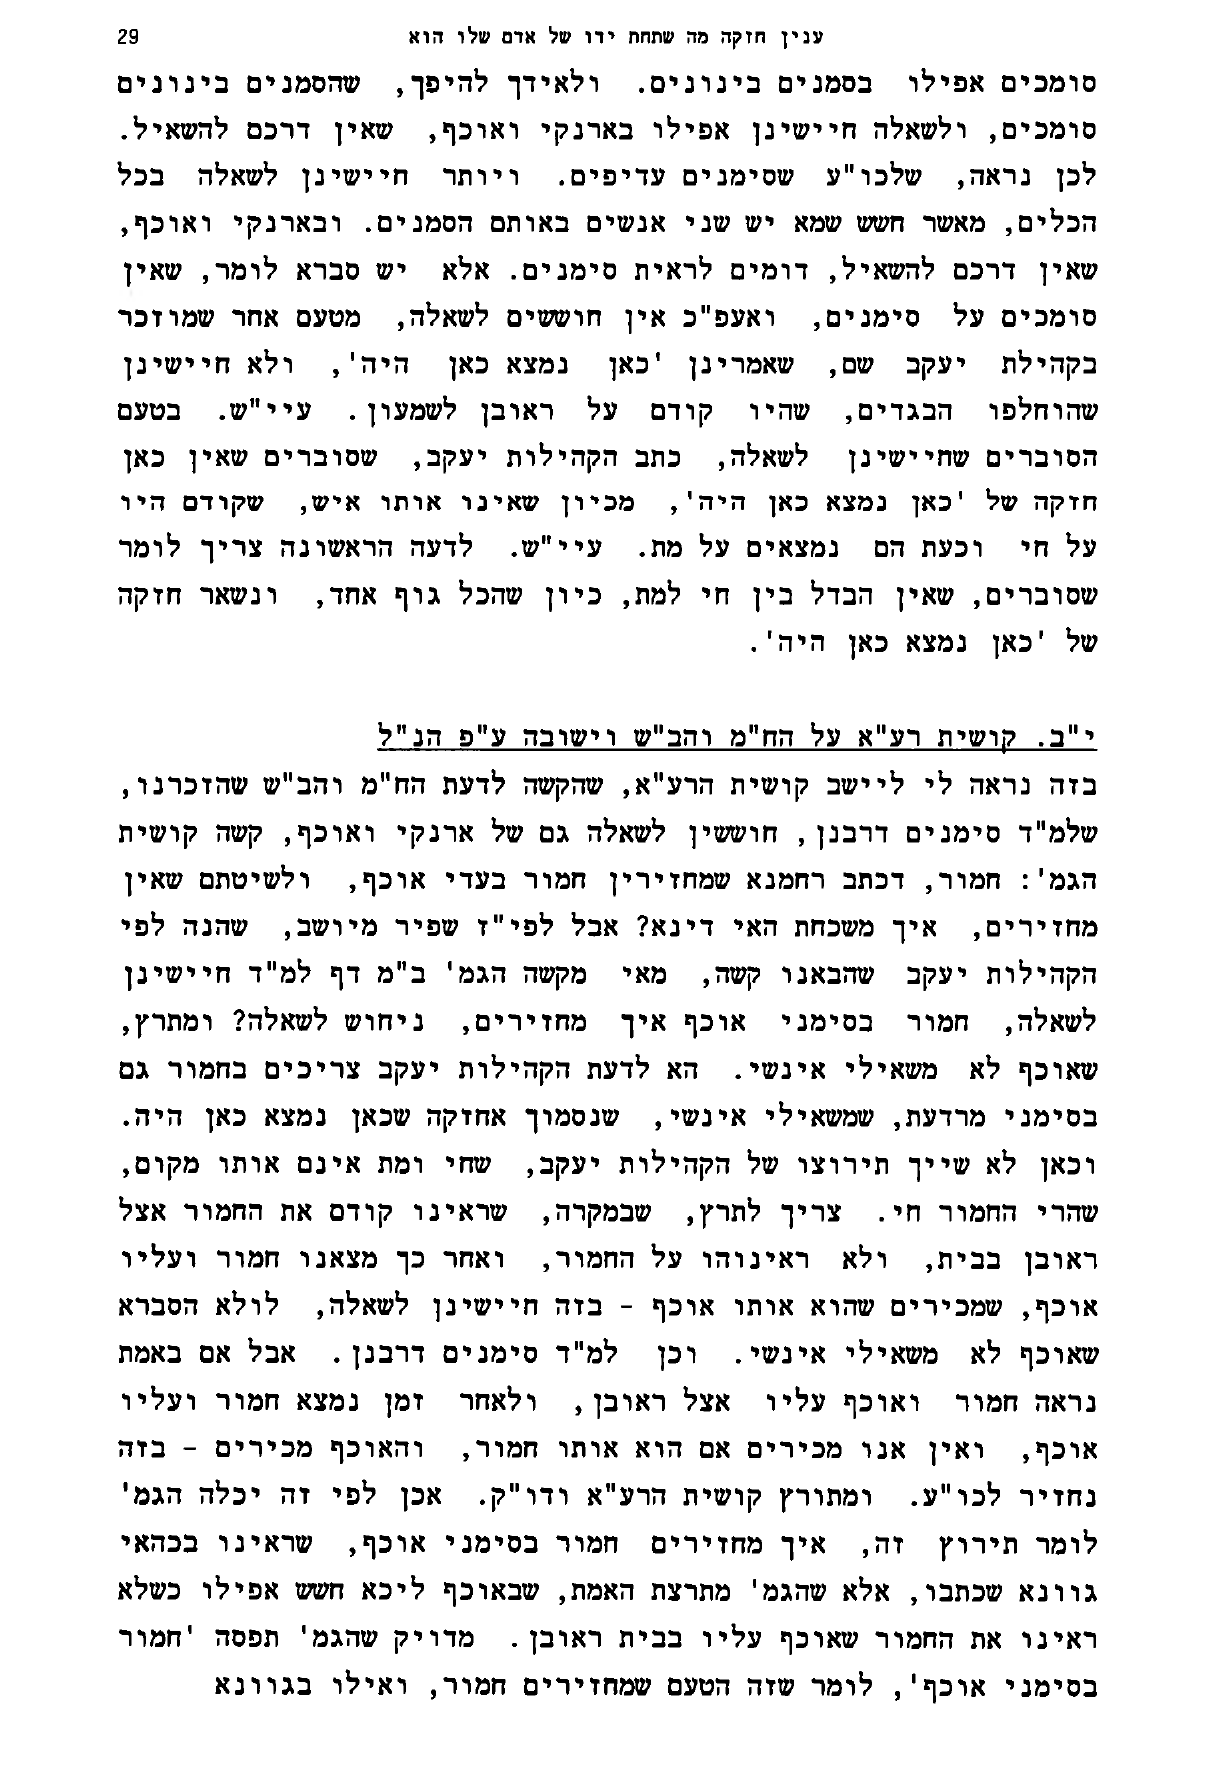 ענין חזקה מה שתחת ידו של אדם שלו הוא 29
סומכים אפילו בסמנים בינונים. ולאידך להיפך, שהסמנים בינונים
סומכים, ולשאלה חיישינן אפילו בארנקי ואוכף, שאין דרכם להשאיל.
לכן נראה, שלכו"ע שסימנים עדיפים. ויותר חיישינן לשאלה בכל
הכלים, מאשר חשש שמא יש שני אנשים באותם הסמנים. ובארנקי ואוכף,
שאין דרכם להשאיל, דומים לראית סימנים. אלא יש סברא לומר, שאין
סומכים על סימנים, ואעפ"כ אין חוששים לשאלה, מטעם אחר שמוזכר
בקהילת יעקב שם, שאמרינן 'כאן נמצא כאן היה', ולא חיישינן
שהוחלפו הבגדים, שהיו קודם על ראובן לשמעון. עיי"ש. בטעם
הסוברים שחיישינן לשאלה, כתב הקהילות יעקב, שסוברים שאין כאן
חזקה של 'כאן נמצא כאן היה', מכיון שאינו אותו איש, שקודם היו
על חי וכעת הם נמצאים על מת. עיי"ש. לדעה הראשונה צריך לומר
שסוברים, שאין הבדל בין חי למת, כיון שהכל גוף אחד, ונשאר חזקה
של 'כאן נמצא כאן היה'.
י"ב. קושית רע"א על הח"מ והב"ש וישובה ע"פ הנ"ל
בזה נראה לי ליישב קושית הרע"א, שהקשה לדעת הח"מ והב"ש שהזכרנו,
שלמ"ד סימנים דרבנן, חוששין לשאלה גם של ארנקי ואוכף, קשה קושית
הגמ': חמור, דכתב רחמנא שמחזירין חמור בעדי אוכף, ולשיטתם שאין
מחזירים, איך משכחת האי דינא? אבל לפי"ז שפיר מיושב, שהנה לפי
הקהילות יעקב שהבאנו קשה, מאי מקשה הגמ' ב"מ דף למ"ד חיישינן
לשאלה, חמור בסימני אוכף איך מחזירים, ניחוש לשאלה? ומתרץ,
שאוכף לא משאילי אינשי. הא לדעת הקהילות יעקב צריכים בחמור גם
בסימני מרדעת, שמשאילי אינשי, שנסמוך אחזקה שכאן נמצא כאן היה.
וכאן לא שייך תירוצו של הקהילות יעקב, שחי ומת אינם אותו מקום,
שהרי החמור חי. צריך לתרץ, שבמקרה, שראינו קודם את החמור אצל
ראובן בבית, ולא ראינוהו על החמור, ואחר כך מצאנו חמור ועליו
אוכף, שמכירים שהוא אותו אוכף - בזה חיישינן לשאלה, לולא הסברא
שאוכף לא משאילי אינשי. וכן למ"ד סימנים דרבנן. אבל אם באמת
נראה חמור ואוכף עליו אצל ראובן, ולאחר זמן נמצא חמור ועליו
אוכף, ואין אנו מכירים אם הוא אותו חמור, והאוכף מכירים - בזה
נחזיר לכו"ע. ומתורץ קושית הרע"א ודו"ק. אכן לפי זה יכלה הגמ'
לומר תירוץ זה, איך מחזירים חמור בסימני אוכף, שראינו בכהאי
גוונא שכתבו, אלא שהגמ' מתרצת האמת, שבאוכף ליכא חשש אפילו כשלא
ראינו את החמור שאוכף עליו בבית ראובן. מדויק שהגמ' תפסה 'חמור
בסימני אוכף', לומר שזה הטעם שמחזירים חמור, ואילו בגוונא